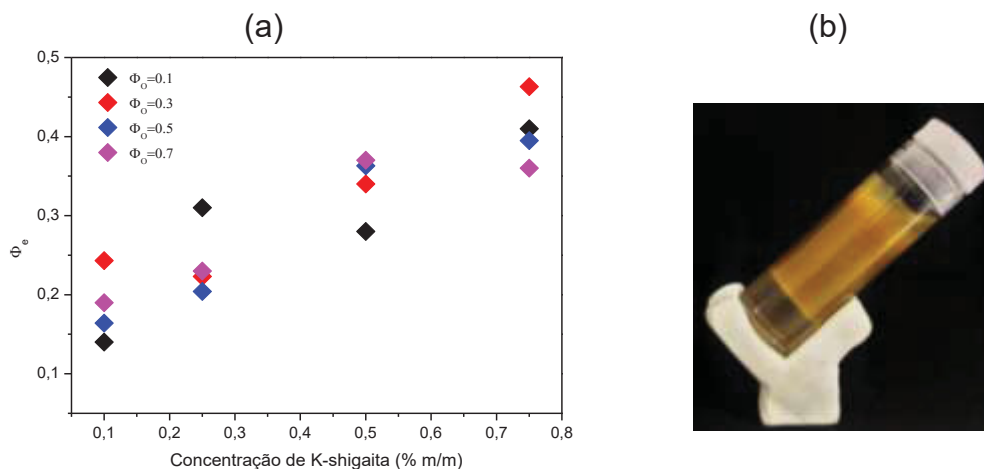 (a)
(b)
0,5
0,4
0,3
0,2
0,1
Φe
Φo=0.1
Φo=0.3
Φo=0.5
Φo=0.7
0,1 0,2 0,3 0,4 0,5 0,6 0,7 0,8
Concentração de K-shigaita (% m/m)